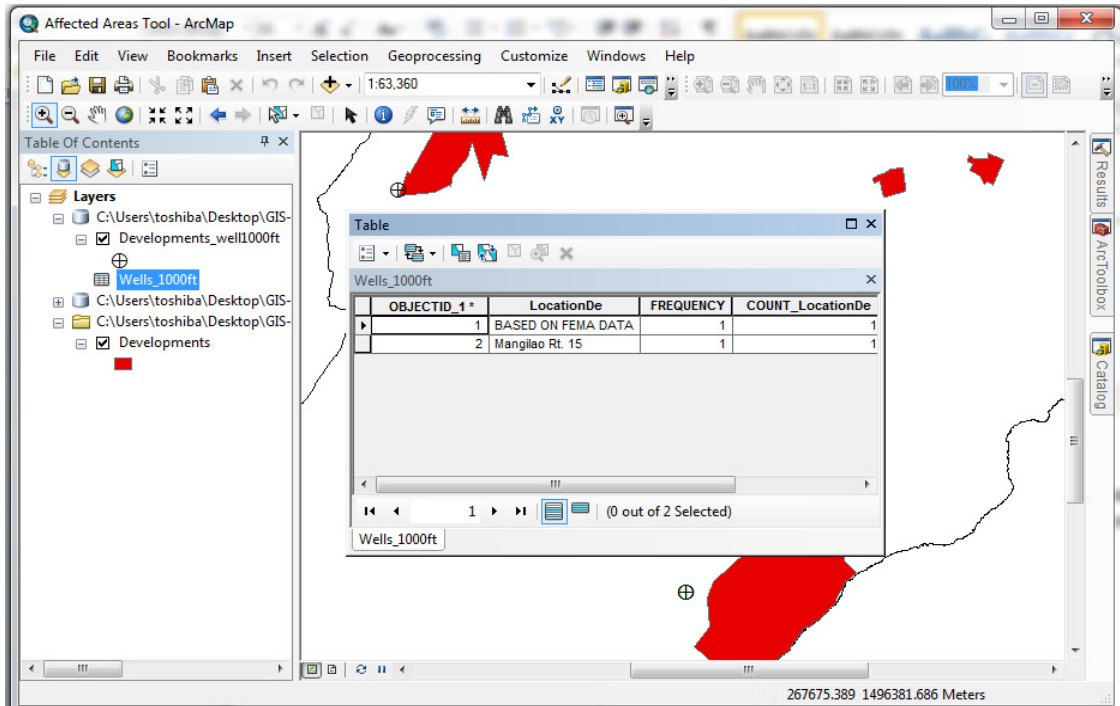 Affected Areas Tool - ArcMap
File Edit View Bookmarks Insert Selection Geoprocessing Customize Windows Help
1:63,360
100%
Table Of Contents
Layers
C:\Users\toshiba\Desktop\GIS-
Developments_well1000ft
Wells_1000ft
C:\Users\toshiba\Desktop\GIS-
C:\Users\toshiba\Desktop\GIS-
Developments
Table
Wells_1000ft
OBJECTID_1 * LocationDe FREQUENCY COUNT_LocationDe
1 BASED ON FEMA DATA 1 1
2 Mangilao Rt. 15 1 1
1 (0 out of 2 Selected)
Wells_1000ft
Results
ArcToolbox
Catalog
267675.389 1496381.686 Meters